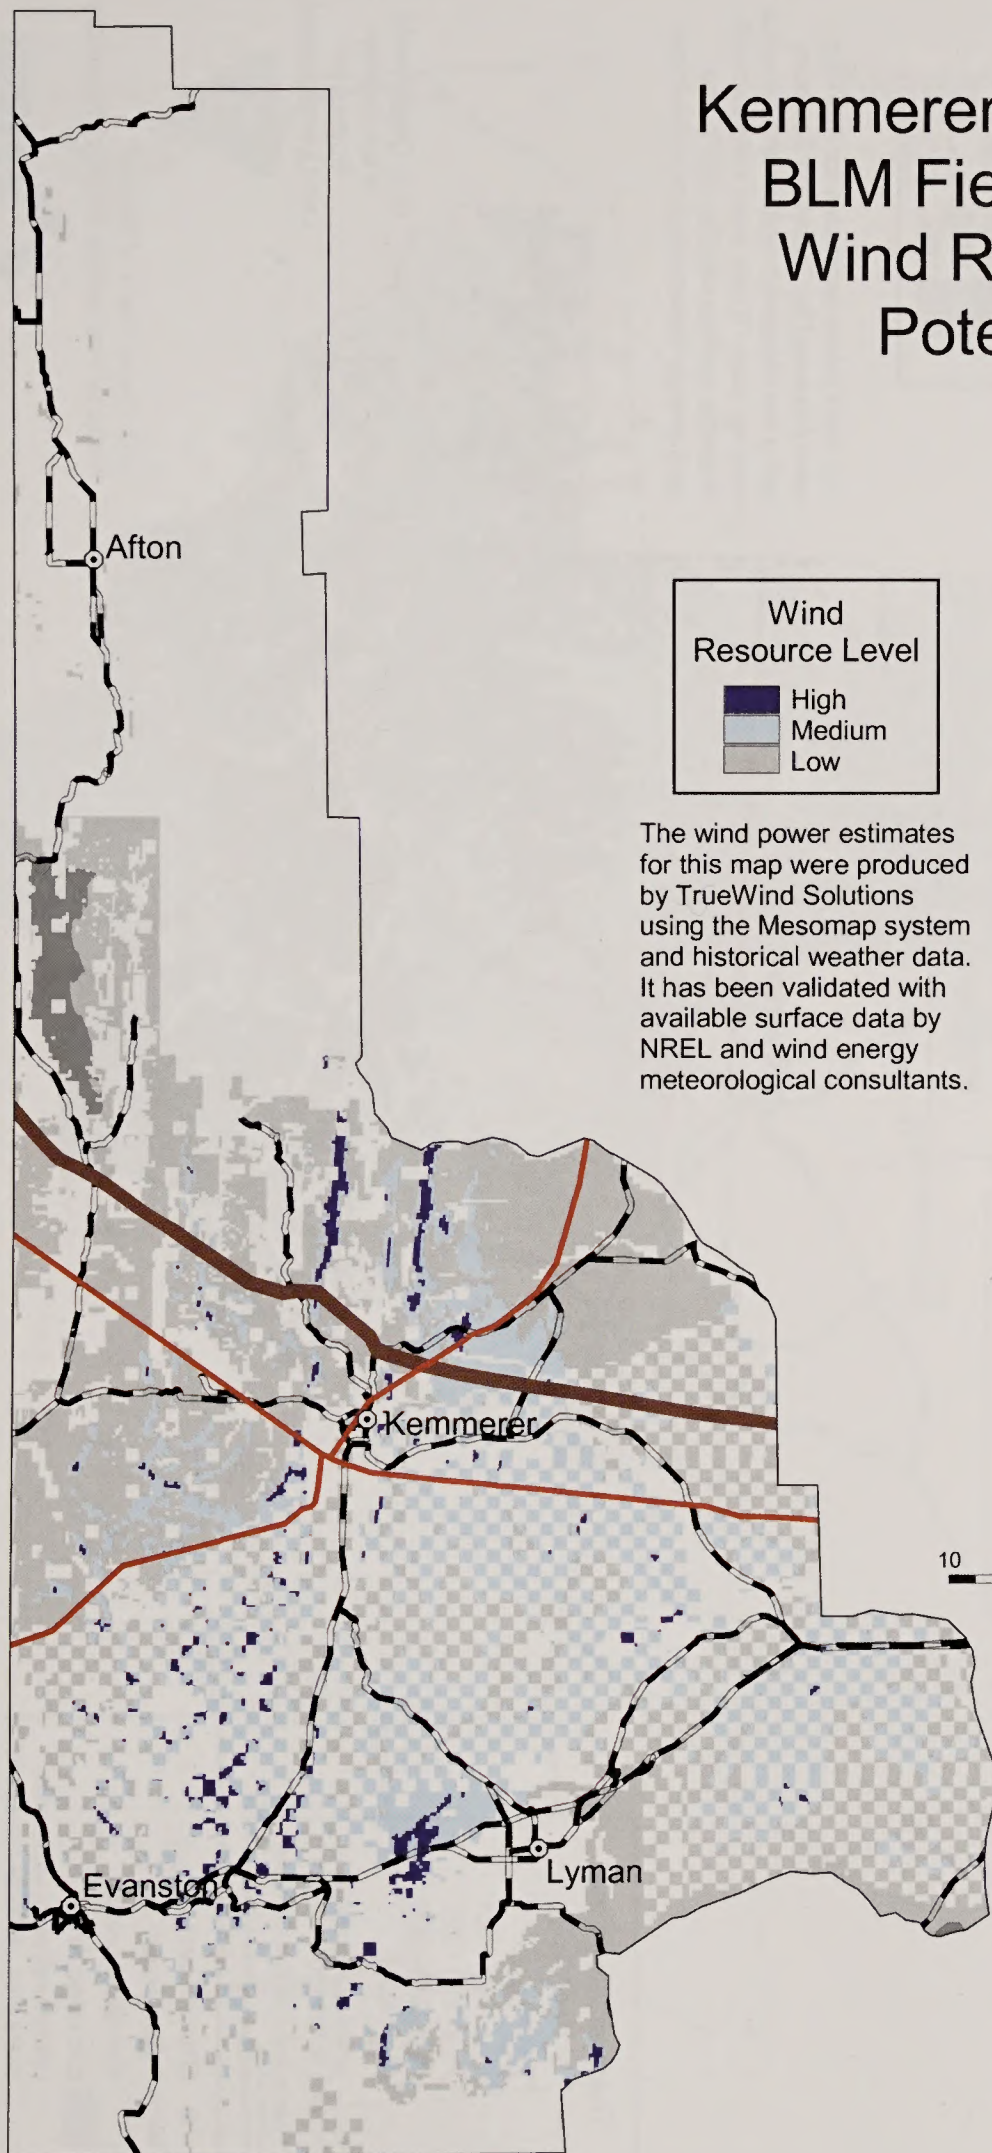 Kemmerer
BLM Fie
Wind R
Pote
Afton
Wind
Resource Level
High
Medium
Low
The wind power estimates
for this map were produced
by TrueWind Solutions
using the Mesomap system
and historical weather data.
It has been validated with
available surface data by
NREL and wind energy
meteorological consultants.
Kemmerer
10
Lyman
Evanston